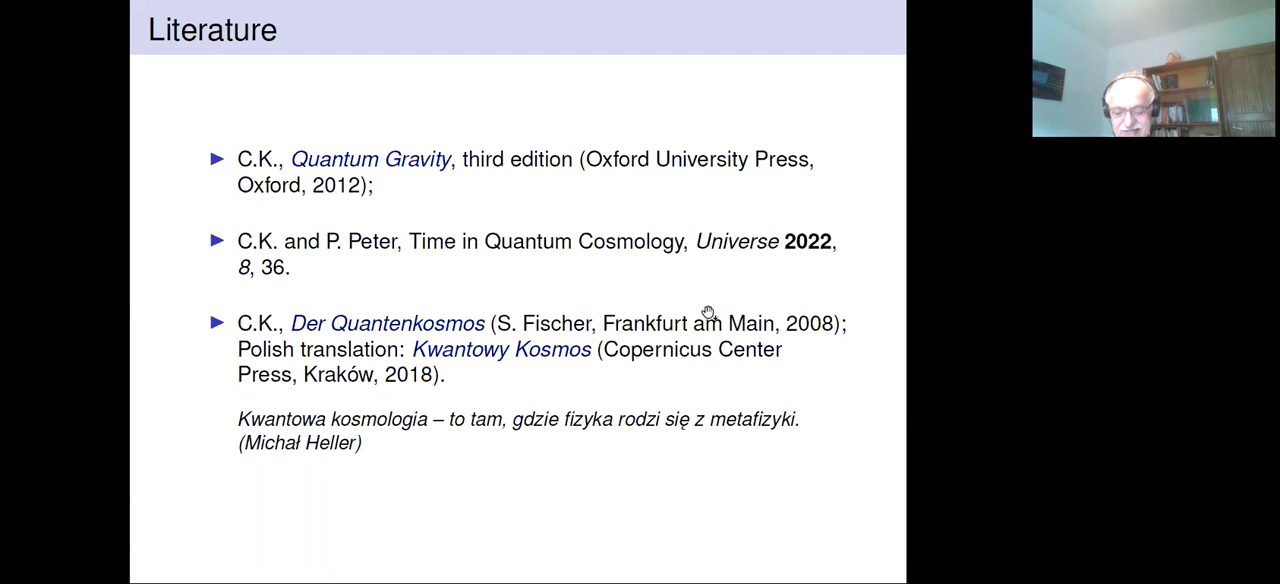 Literature
C.K., Quantum Gravity, third edition (Oxford University Press,
Oxford, 2012);
C.K. and P. Peter, Time in Quantum Cosmology, Universe 2022,
8, 36.
C.K., Der Quantenkosmos (S. Fischer, Frankfurt am Main, 2008);
Polish translation: Kwantowy Kosmos (Copernicus Center
Press, Kraków, 2018).
Kwantowa kosmologia – to tam, gdzie fizyka rodzi się z metafizyki.
(Michał Heller)